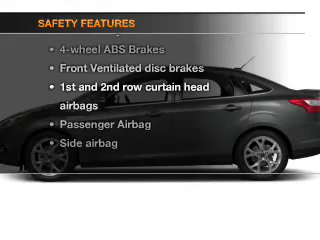 SAFETY FEATURES
• 4-wheel ABS Brakes
• Front Ventilated disc brakes
• 1st and 2nd row curtain head
airbags
• Passenger Airbag
• Side airbag